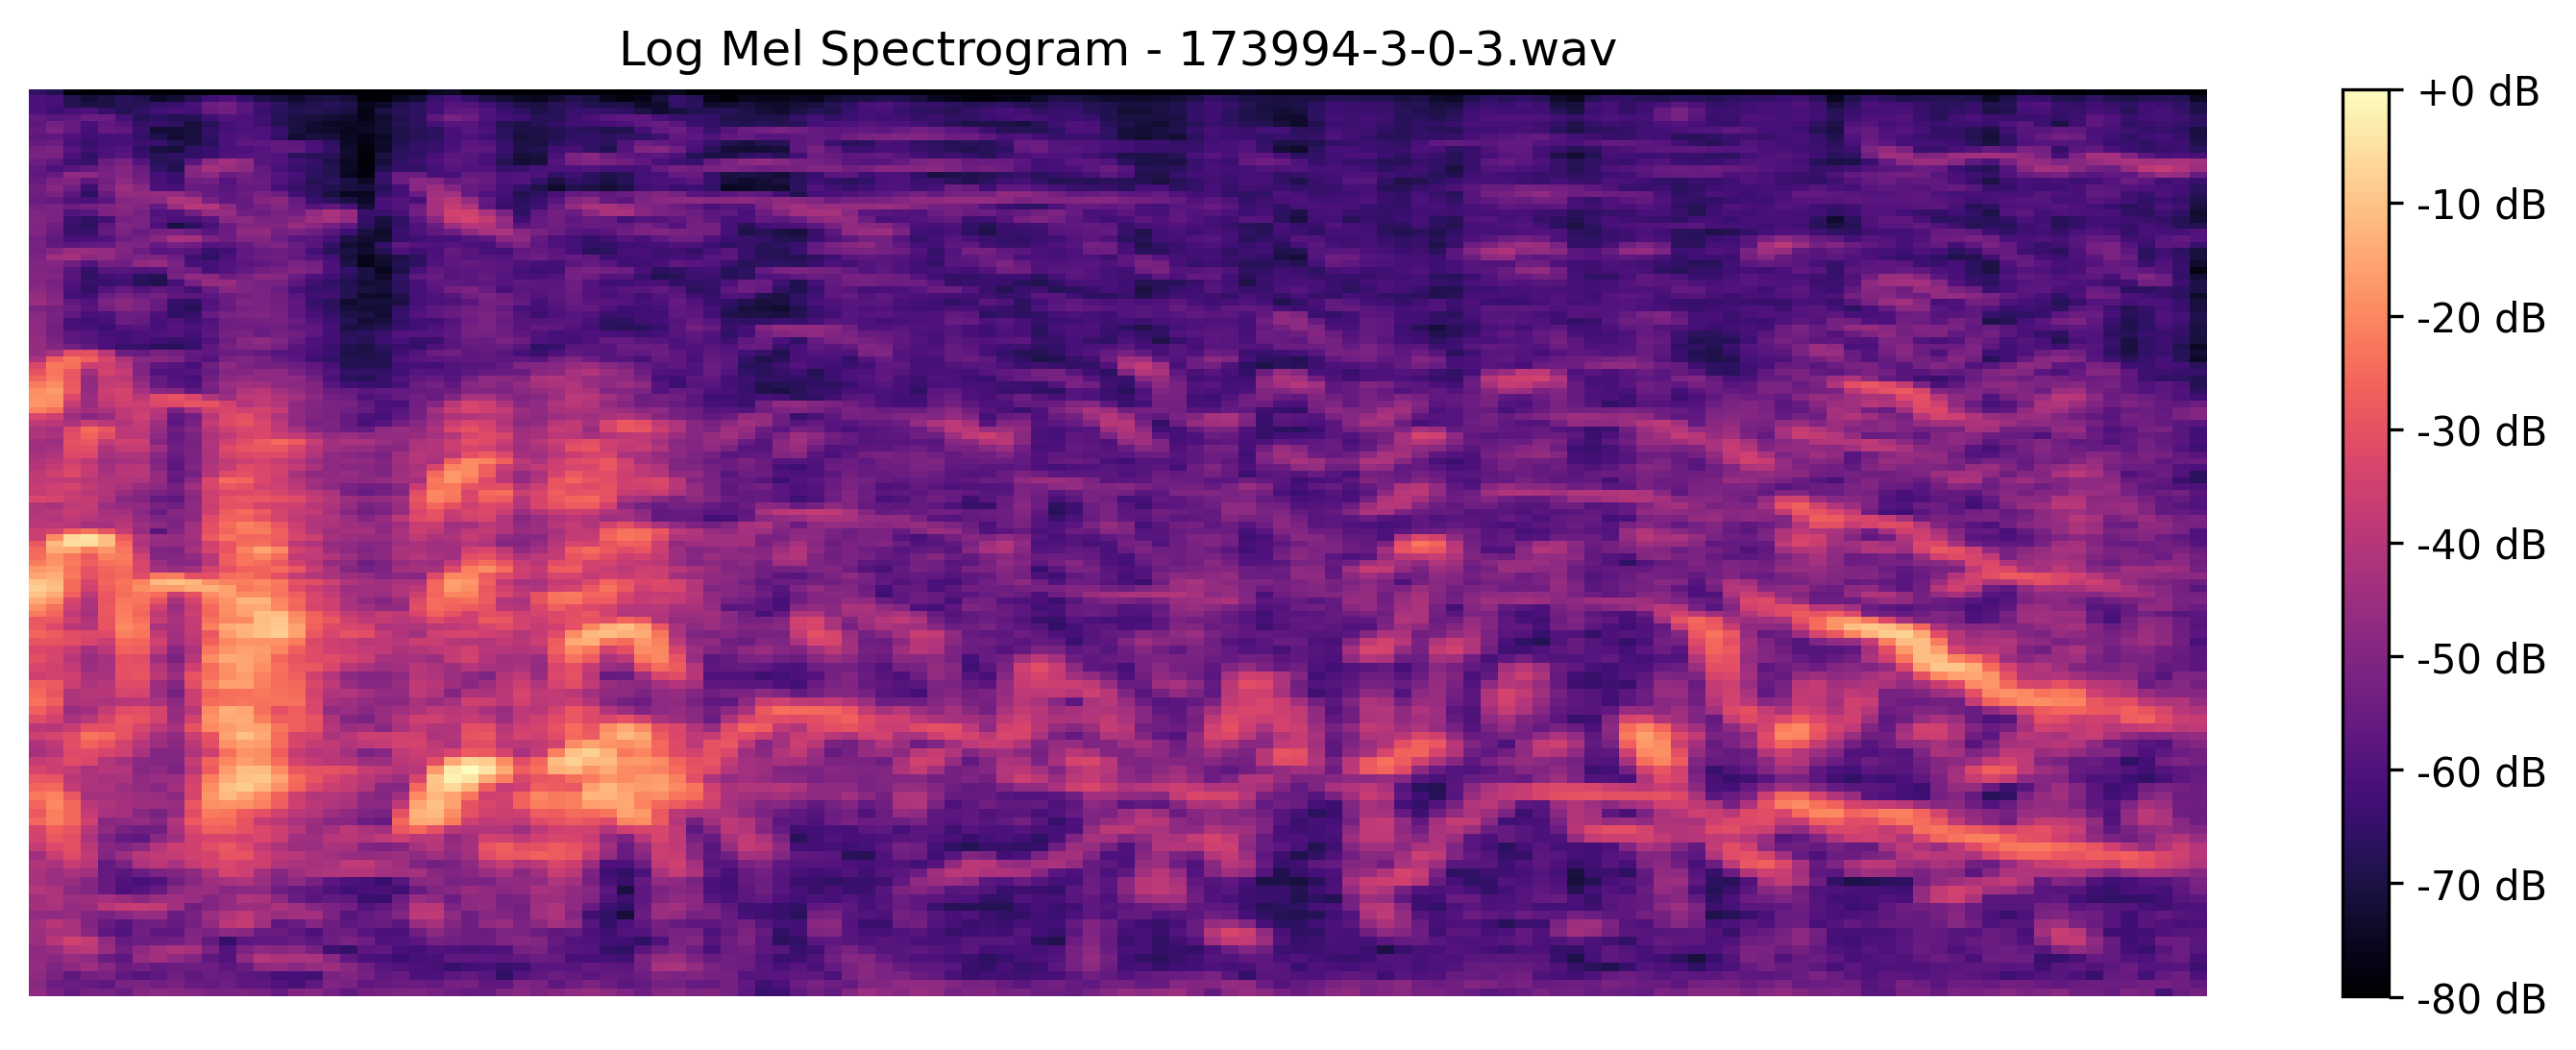 Log Mel Spectrogram - 173994-3-0-3.wav
+0 dB
-10 dB
-20 dB
-30 dB
-40 dB
-50 dB
-60 dB
-70 dB
-80 dB